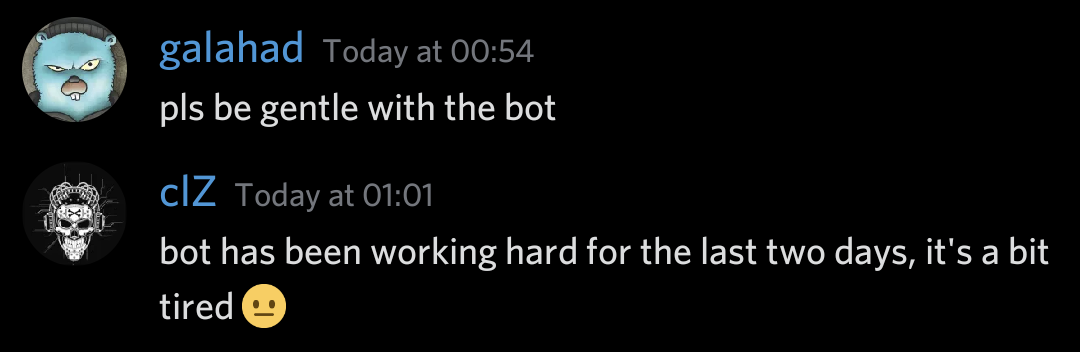 galahad Today at 00:54
pls be gentle with the bot
clZ Today at 01:01
bot has been working hard for the last two days, it's a bit
tired 😐